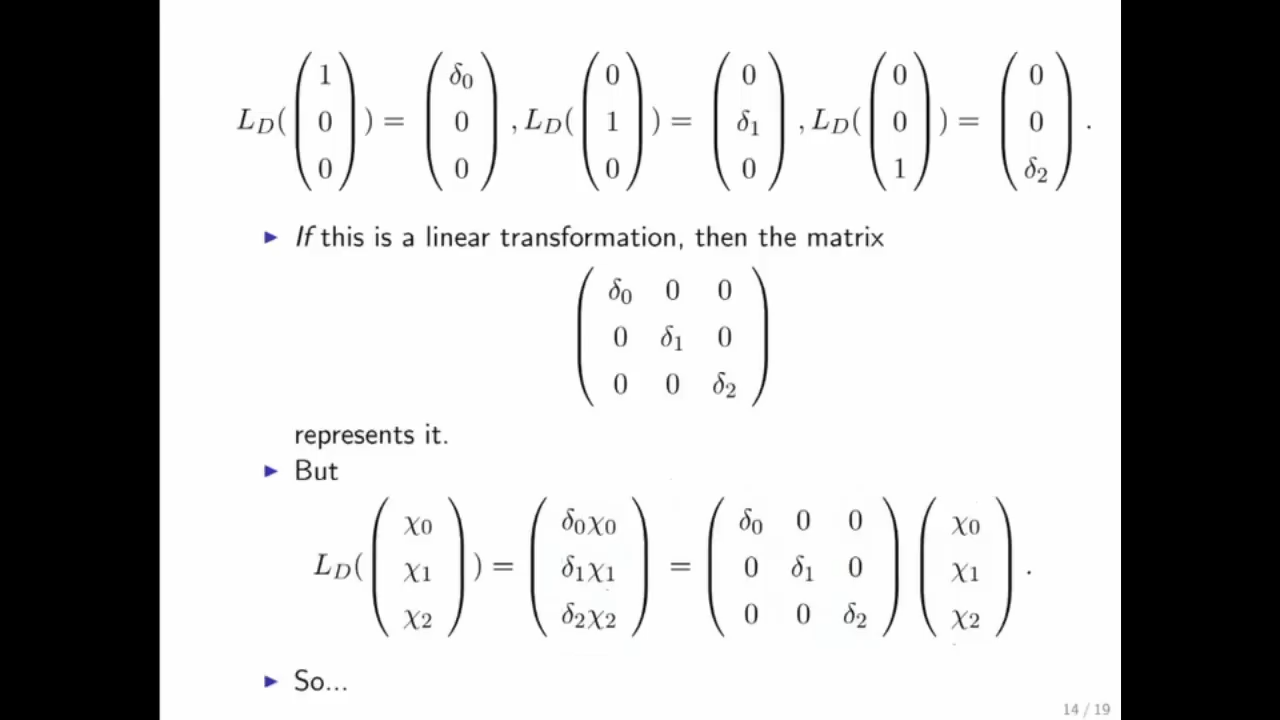 L_D( (1 0 0) ) = (δ0 0 0) , L_D( (0 1 0) ) = (0 δ1 0) , L_D( (0 0 1) ) = (0 0 δ2) .
▶ If this is a linear transformation, then the matrix
δ0 0 0
0 δ1 0
0 0 δ2
represents it.
▶ But
L_D( (χ0 χ1 χ2) ) = (δ0χ0 δ1χ1 δ2χ2) = (δ0 0 0 0 δ1 0 0 0 δ2) (χ0 χ1 χ2) .
▶ So...
14 / 19